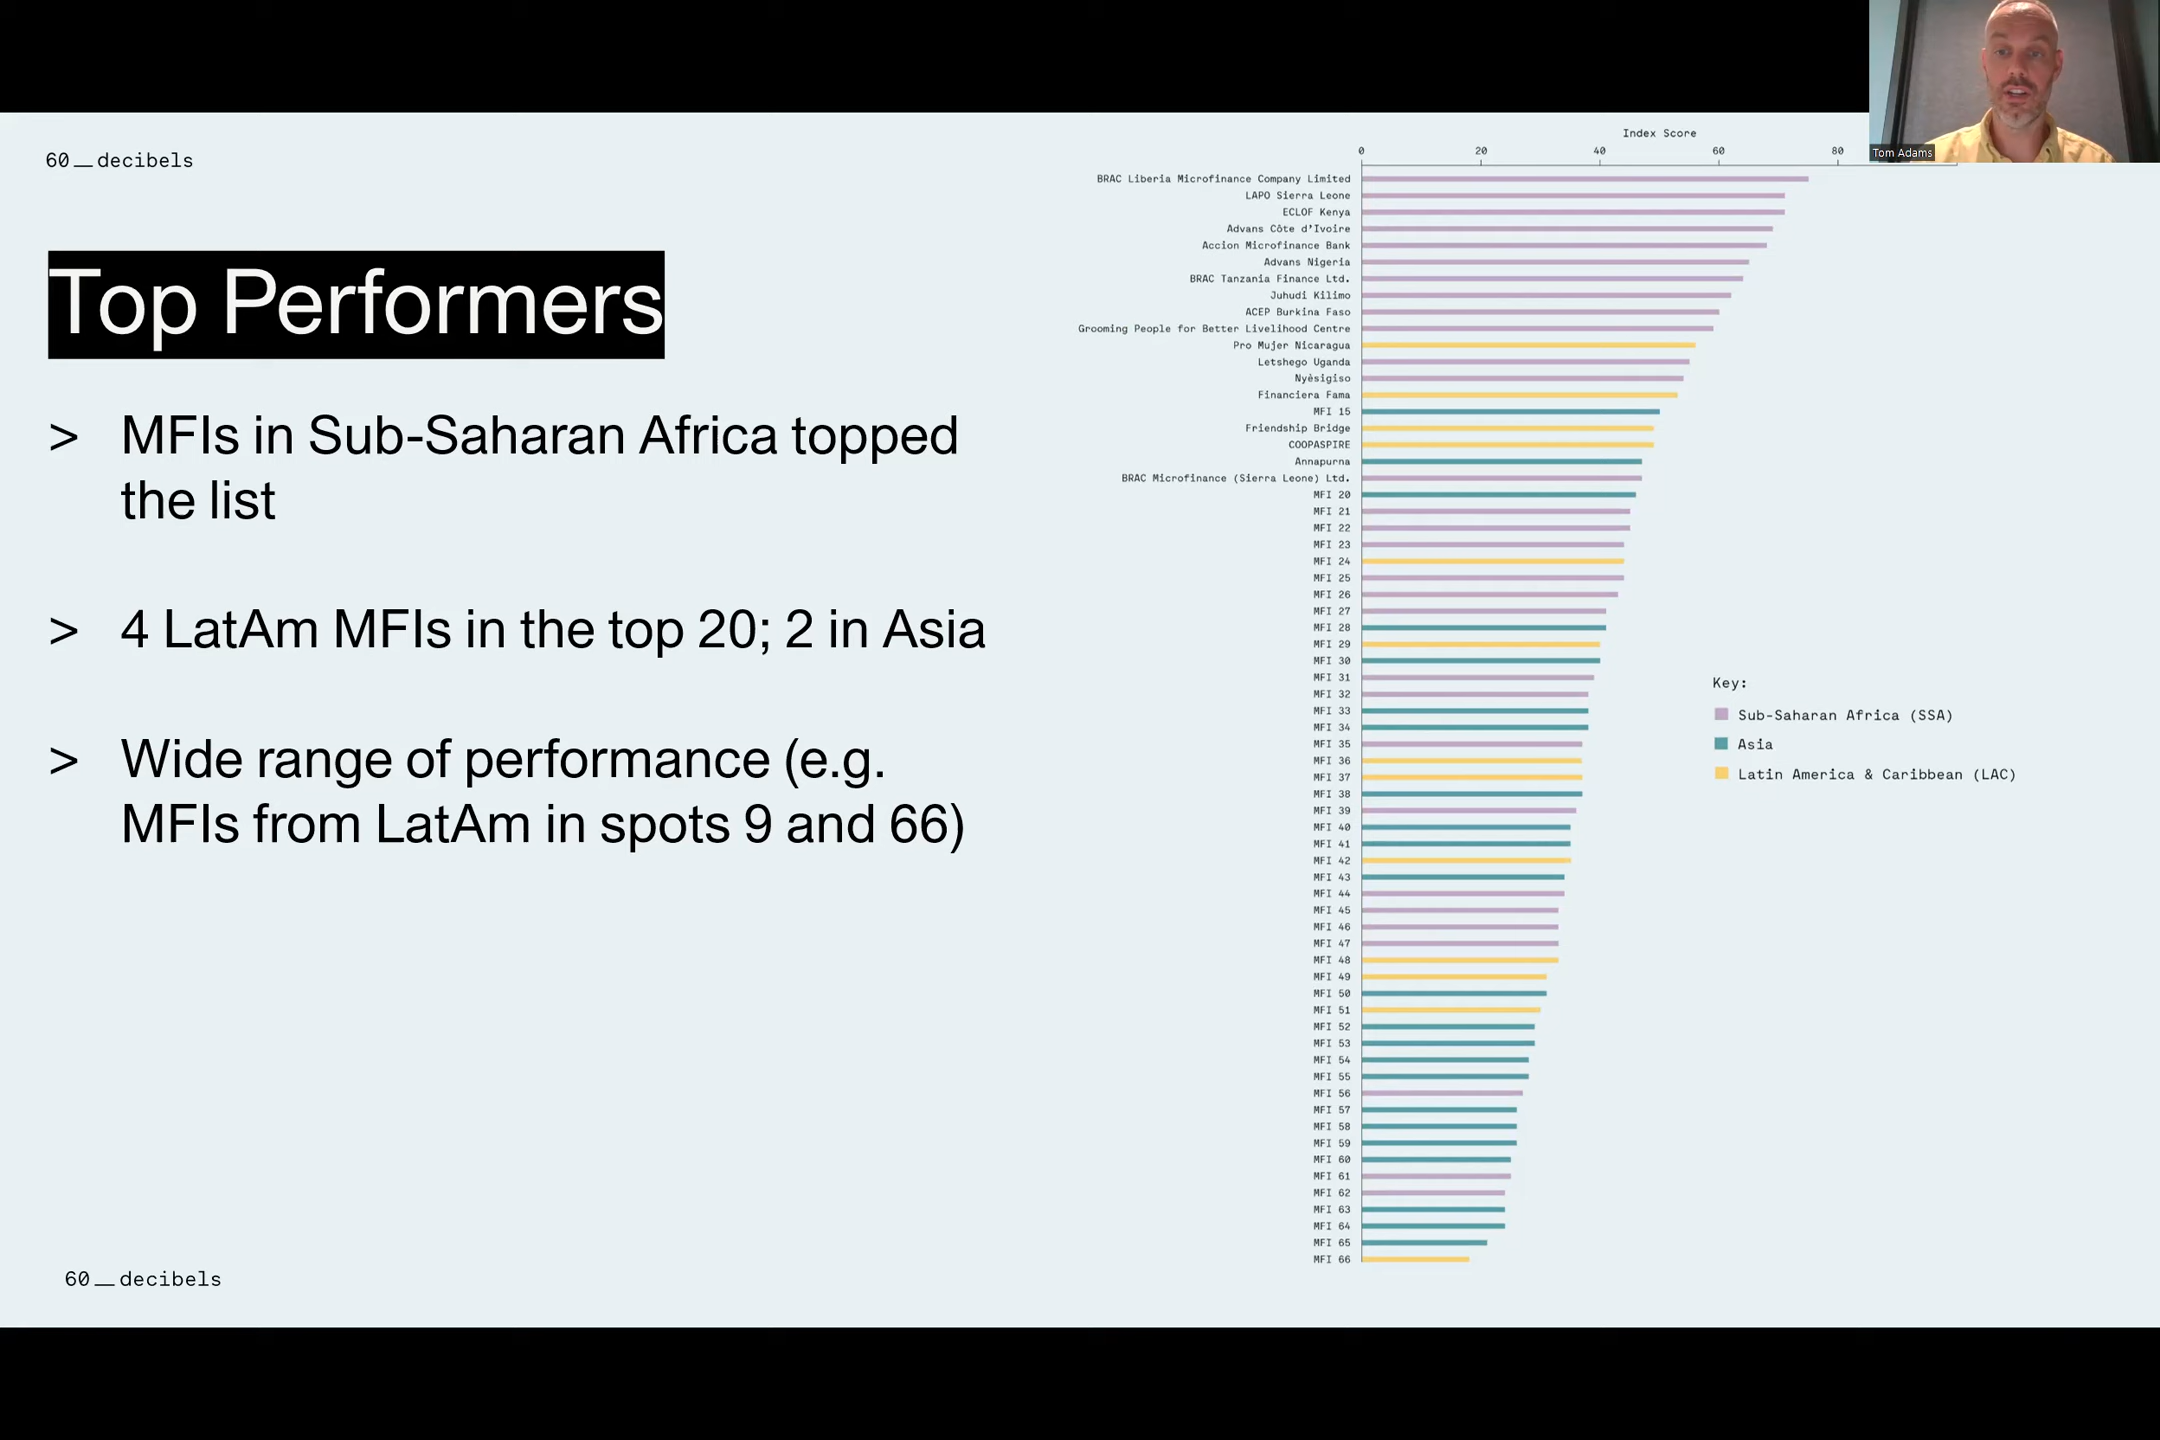 Tom Adams
60__decibels
Top Performers
> MFIs in Sub-Saharan Africa topped
the list
> 4 LatAm MFIs in the top 20; 2 in Asia
> Wide range of performance (e.g.
MFIs from LatAm in spots 9 and 66)
60__decibels
Index Score
0 20 40 60 80
BRAC Liberia Microfinance Company Limited
LAPO Sierra Leone
ECLOF Kenya
Advans Côte d'Ivoire
Accion Microfinance Bank
Advans Nigeria
BRAC Tanzania Finance Ltd.
Juhudi Kilimo
ACEP Burkina Faso
Grooming People for Better Livelihood Centre
Pro Mujer Nicaragua
Letshego Uganda
Nyèsigiso
Financiera Fama
MFI 15
Friendship Bridge
COOPASPIRE
Annapurna
BRAC Microfinance (Sierra Leone) Ltd.
MFI 20
MFI 21
MFI 22
MFI 23
MFI 24
MFI 25
MFI 26
MFI 27
MFI 28
MFI 29
MFI 30
MFI 31
MFI 32
MFI 33
MFI 34
MFI 35
MFI 36
MFI 37
MFI 38
MFI 39
MFI 40
MFI 41
MFI 42
MFI 43
MFI 44
MFI 45
MFI 46
MFI 47
MFI 48
MFI 49
MFI 50
MFI 51
MFI 52
MFI 53
MFI 54
MFI 55
MFI 56
MFI 57
MFI 58
MFI 59
MFI 60
MFI 61
MFI 62
MFI 63
MFI 64
MFI 65
MFI 66
Key:
Sub-Saharan Africa (SSA)
Asia
Latin America & Caribbean (LAC)